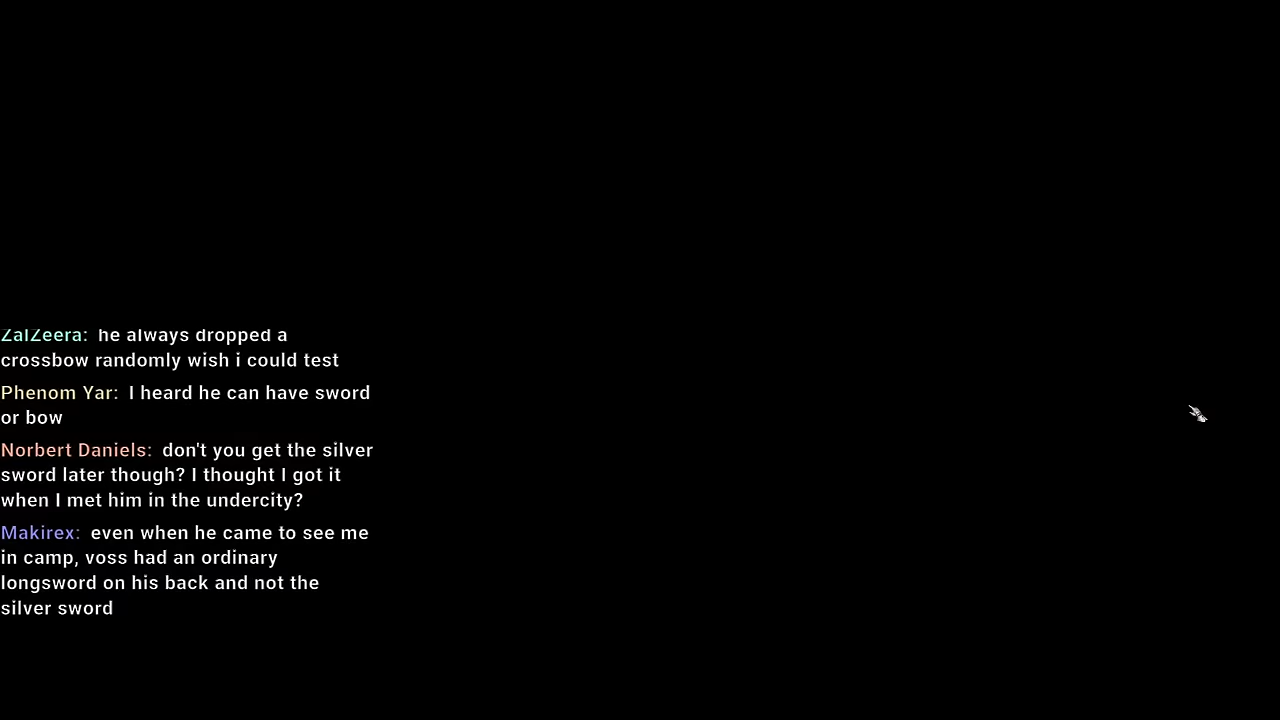 ZalZeera: he always dropped a
crossbow randomly wish i could test
Phenom Yar: I heard he can have sword
or bow
Norbert Daniels: don't you get the silver
sword later though? I thought I got it
when I met him in the undercity?
Makirex: even when he came to see me
in camp, voss had an ordinary
longsword on his back and not the
silver sword